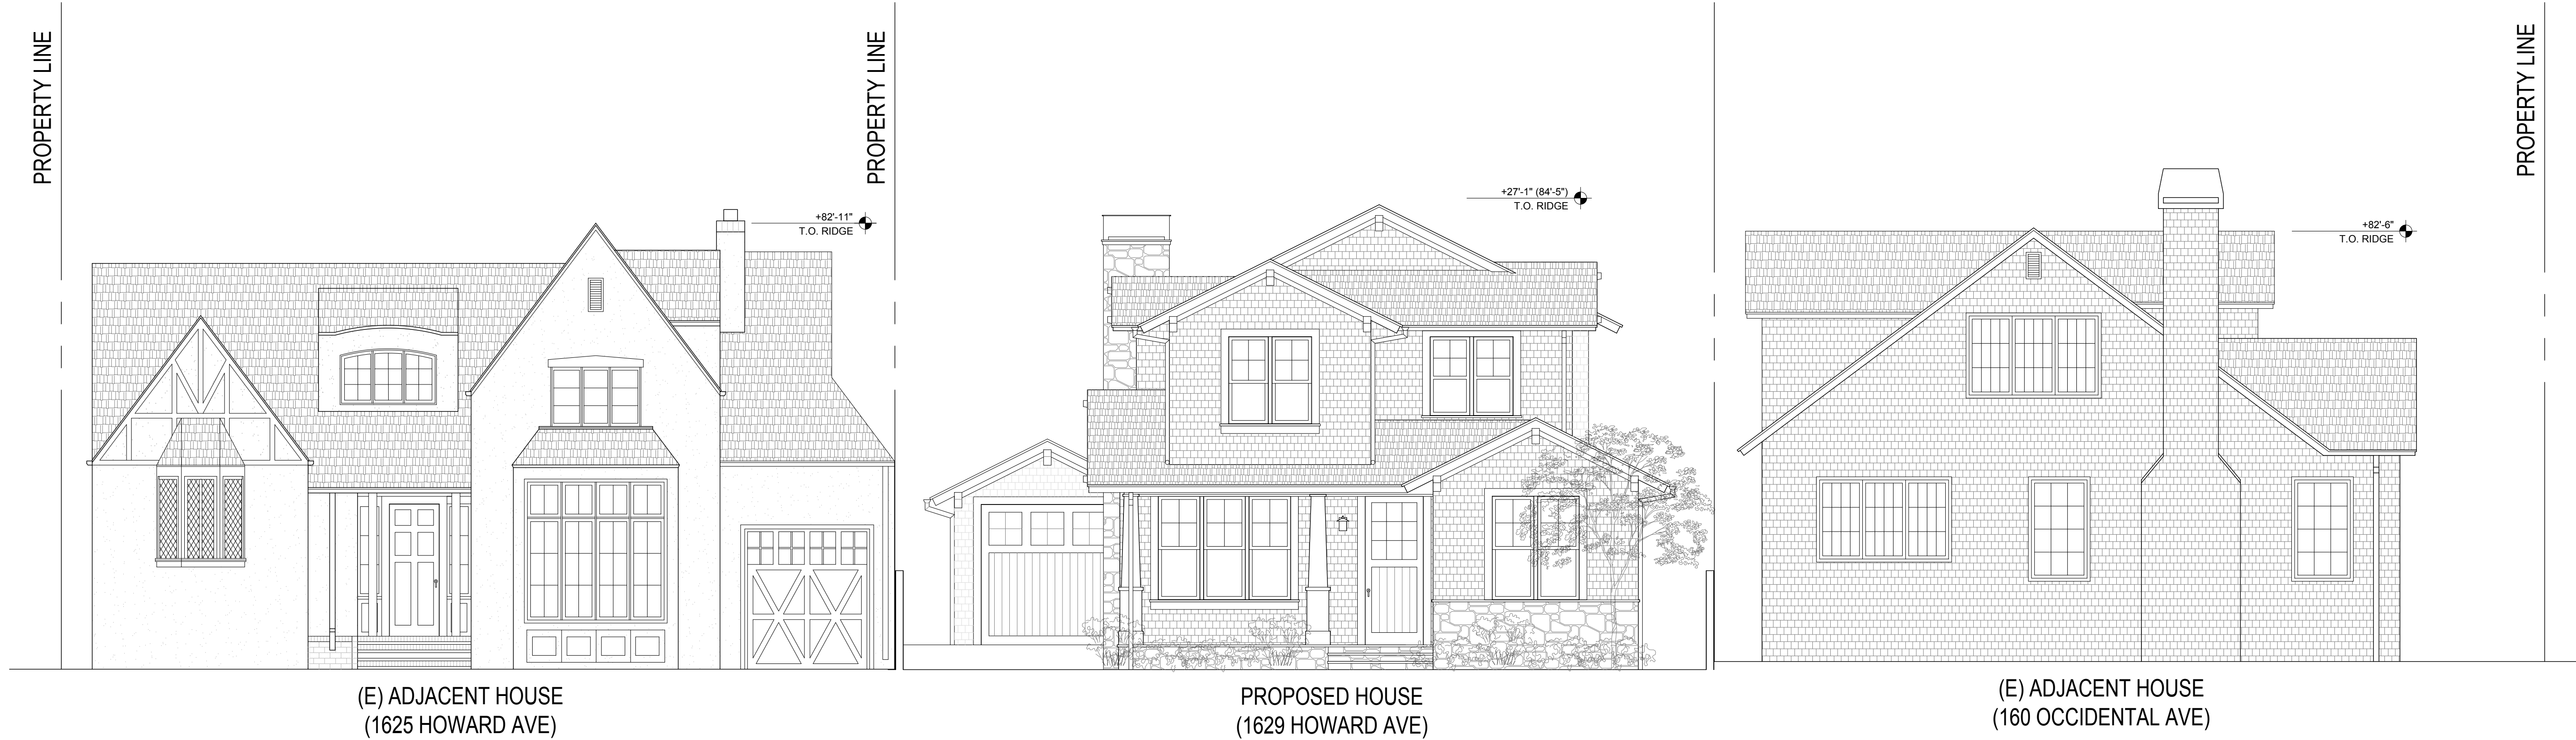 PROPERTY LINE
PROPERTY LINE
PROPERTY LINE
+82'-11"
T.O. RIDGE
+27'-1" (84'-5")
T.O. RIDGE
+82'-6"
T.O. RIDGE
(E) ADJACENT HOUSE
(1625 HOWARD AVE)
PROPOSED HOUSE
(1629 HOWARD AVE)
(E) ADJACENT HOUSE
(160 OCCIDENTAL AVE)